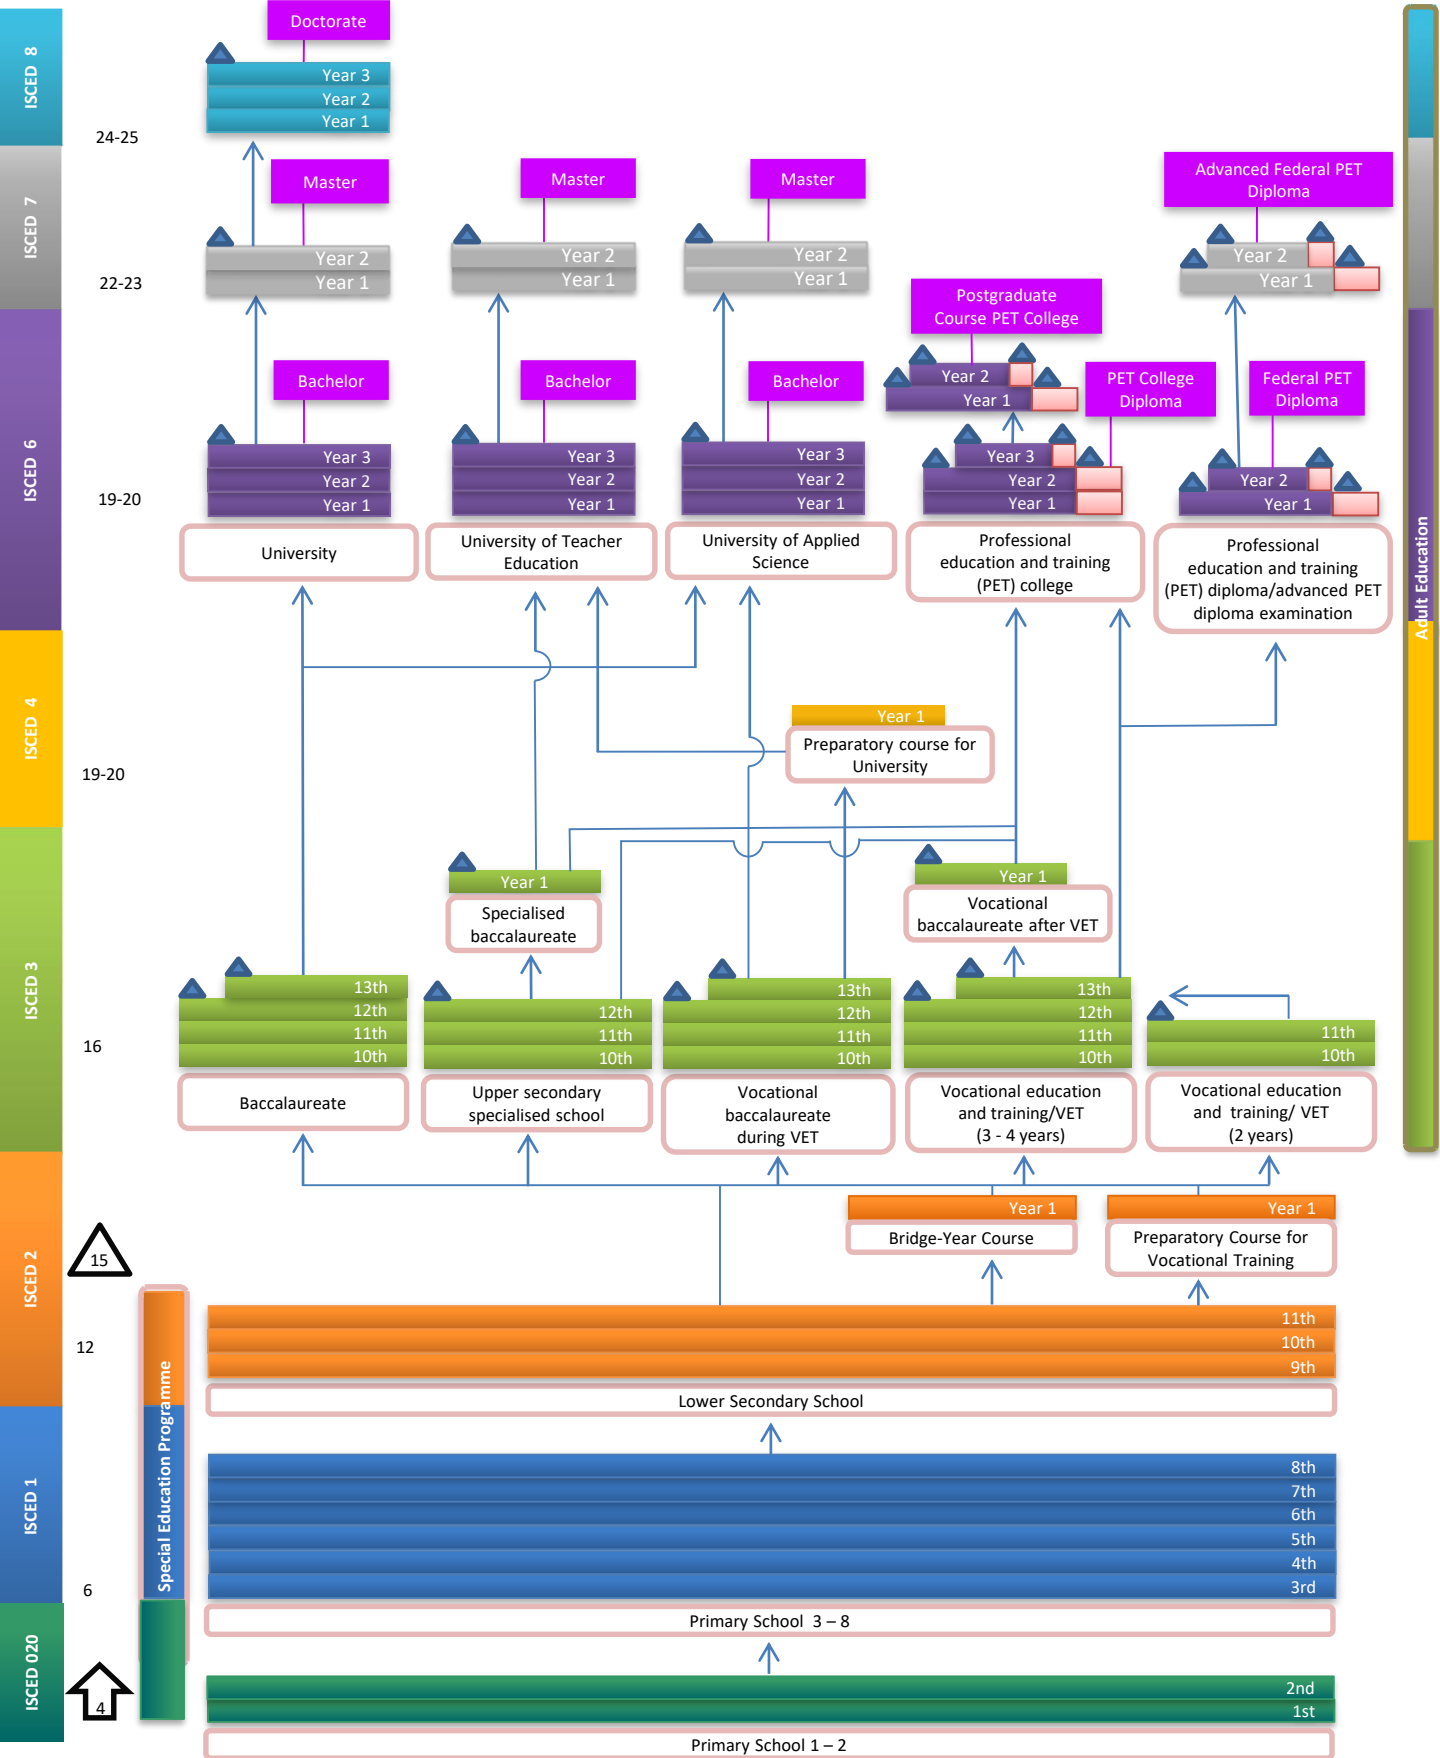 Doctorate
ISCED 8
Year 3
Year 2
Year 1
24-25
Master
Master
Master
Advanced Federal PET
Diploma
ISCED 7
Year 2
Year 1
Year 2
Year 1
Year 2
Year 1
Year 2
Year 1
22-23
Postgraduate
Course PET College
Bachelor
Bachelor
Bachelor
Year 2
Year 1
PET College
Diploma
Federal PET
Diploma
ISCED 6
Year 3
Year 2
Year 1
Year 3
Year 2
Year 1
Year 3
Year 2
Year 1
Year 3
Year 2
Year 1
Year 2
Year 1
19-20
University
University of Teacher
Education
University of Applied
Science
Professional
education and training
(PET) college
Professional
education and training
(PET) diploma/advanced PET
diploma examination
Adult Education
ISCED 4
Year 1
Preparatory course for
University
19-20
Year 1
Specialised
baccalaureate
Year 1
Vocational
baccalaureate after VET
ISCED 3
13th
12th
11th
10th
12th
11th
10th
13th
12th
11th
10th
13th
12th
11th
10th
11th
10th
16
Baccalaureate
Upper secondary
specialised school
Vocational
baccalaureate
during VET
Vocational education
and training/VET
(3 - 4 years)
Vocational education
and training/ VET
(2 years)
ISCED 2
Year 1
Bridge-Year Course
Year 1
Preparatory Course for
Vocational Training
15
11th
10th
9th
12
Lower Secondary School
Special Education Programme
ISCED 1
8th
7th
6th
5th
4th
3rd
6
Primary School 3 – 8
ISCED 020
4
2nd
1st
Primary School 1 – 2